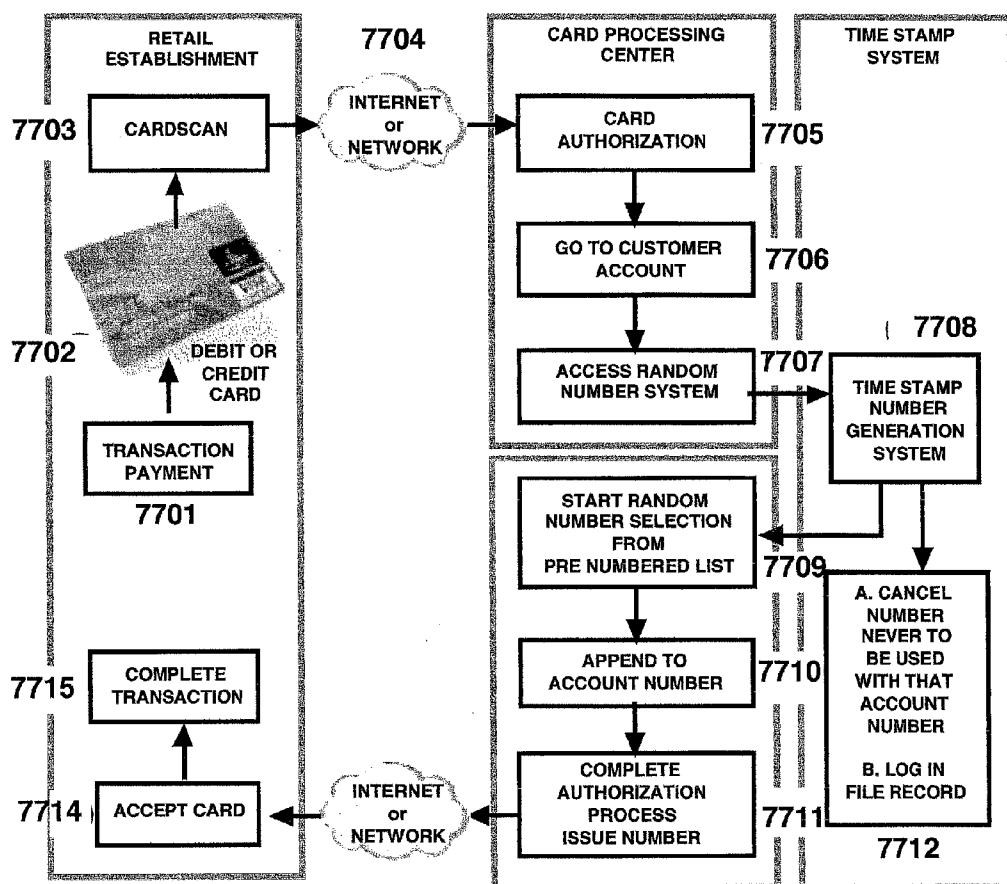 RETAIL
ESTABLISHMENT
7704
CARD PROCESSING
CENTER
TIME STAMP
SYSTEM
7703
CARDSCAN
INTERNET
or
NETWORK
CARD
AUTHORIZATION
7705
GO TO CUSTOMER
ACCOUNT
7706
7702
DEBIT OR
CREDIT
CARD
ACCESS RANDOM
NUMBER SYSTEM
7707
7708
TIME STAMP
NUMBER
GENERATION
SYSTEM
TRANSACTION
PAYMENT
7701
START RANDOM
NUMBER SELECTION
FROM
PRE NUMBERED LIST
7709
A. CANCEL
NUMBER
NEVER TO
BE USED
WITH THAT
ACCOUNT
NUMBER
B. LOG IN
FILE RECORD
7712
7715
COMPLETE
TRANSACTION
APPEND TO
ACCOUNT NUMBER
7710
7714
ACCEPT CARD
INTERNET
or
NETWORK
COMPLETE
AUTHORIZATION
PROCESS
ISSUE NUMBER
7711